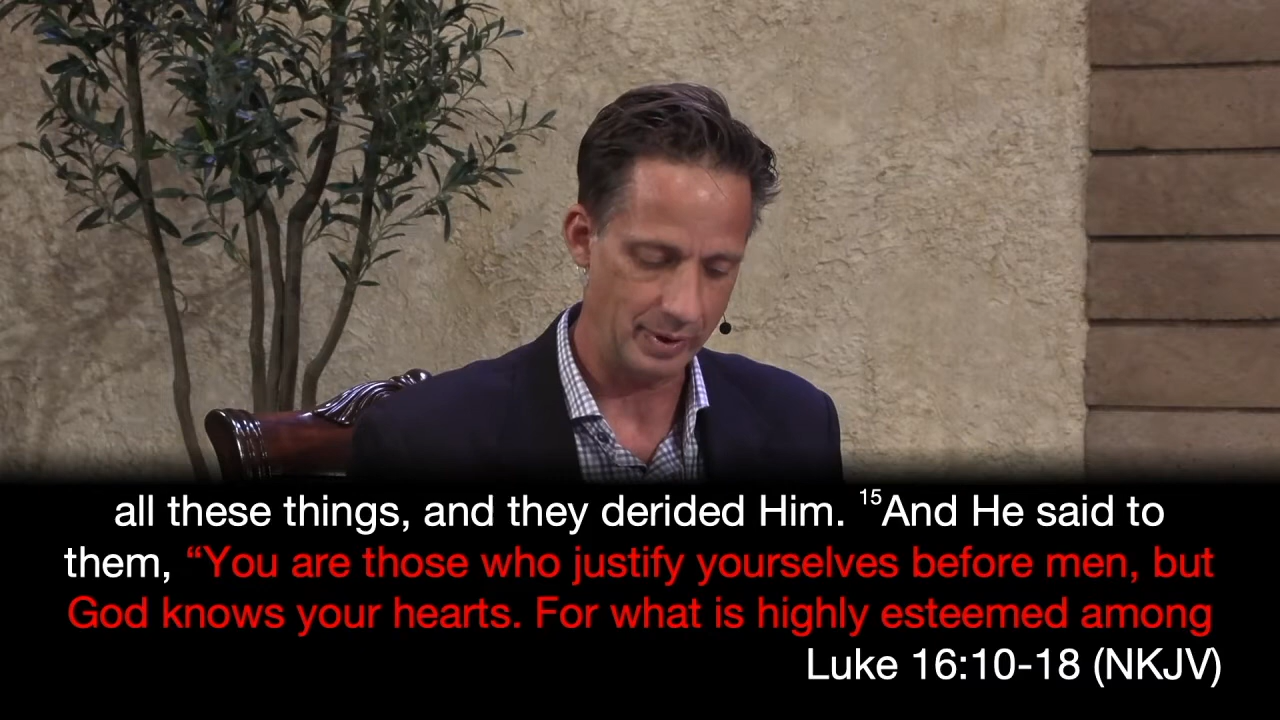 all these things, and they derided Him. ¹⁵And He said to
them, “You are those who justify yourselves before men, but
God knows your hearts. For what is highly esteemed among
Luke 16:10-18 (NKJV)